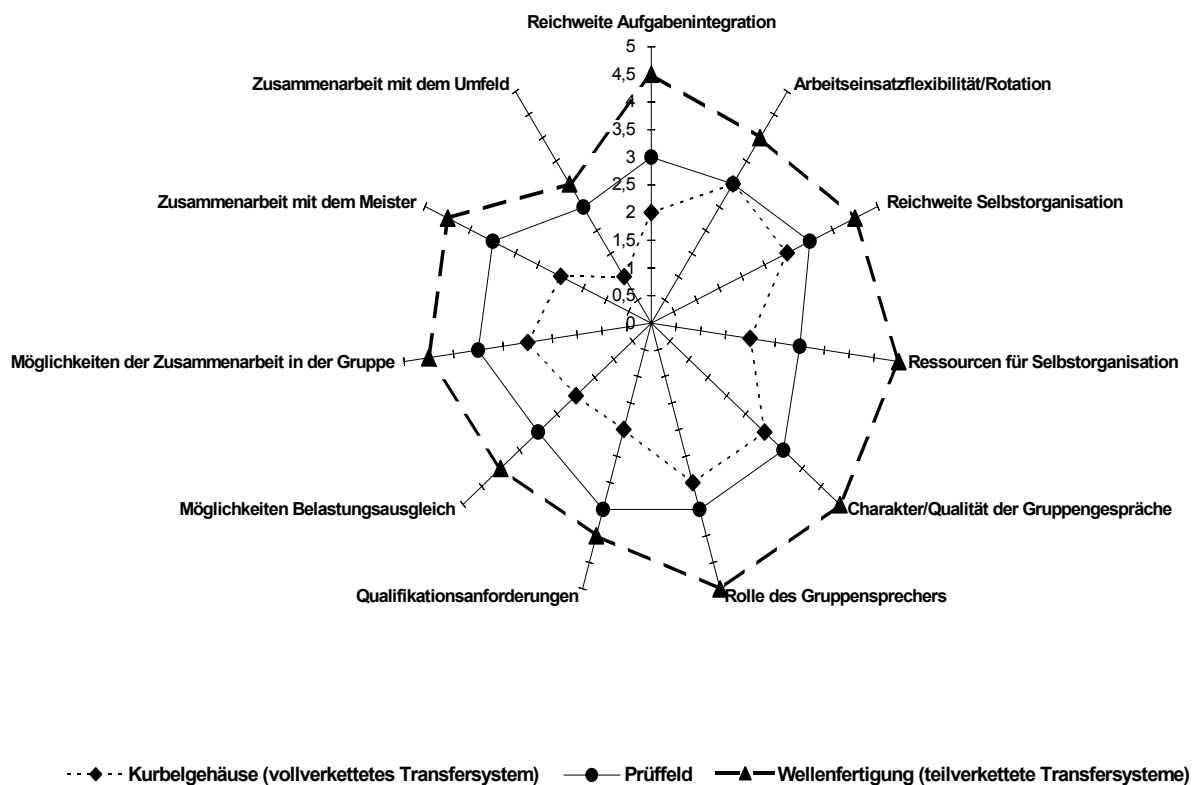 Reichweite Aufgabenintegration
5
Zusammenarbeit mit dem Umfeld
4,5
Arbeitseinsatzflexibilität/Rotation
4
3,5
3
Zusammenarbeit mit dem Meister
2,5
Reichweite Selbstorganisation
2
1,5
1
0,5
0
Möglichkeiten der Zusammenarbeit in der Gruppe
Ressourcen für Selbstorganisation
Möglichkeiten Belastungsausgleich
Charakter/Qualität der Gruppengespräche
Qualifikationsanforderungen
Rolle des Gruppensprechers
Kurbelgehäuse (vollverkettetes Transfersystem)
Prüffeld
Wellenfertigung (teilverkettete Transfersysteme)